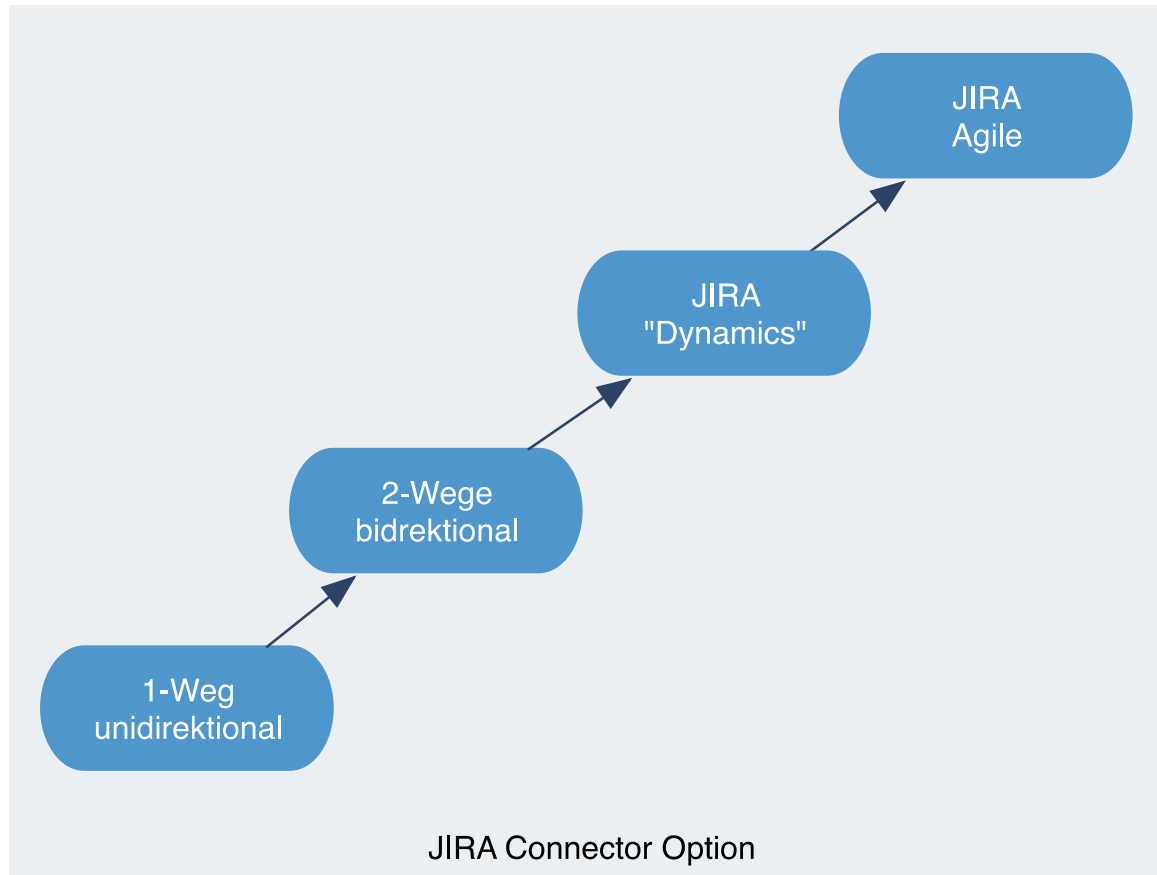 JIRA
Agile
JIRA
"Dynamics"
2-Wege
bidrektional
1-Weg
unidirektional
JIRA Connector Option